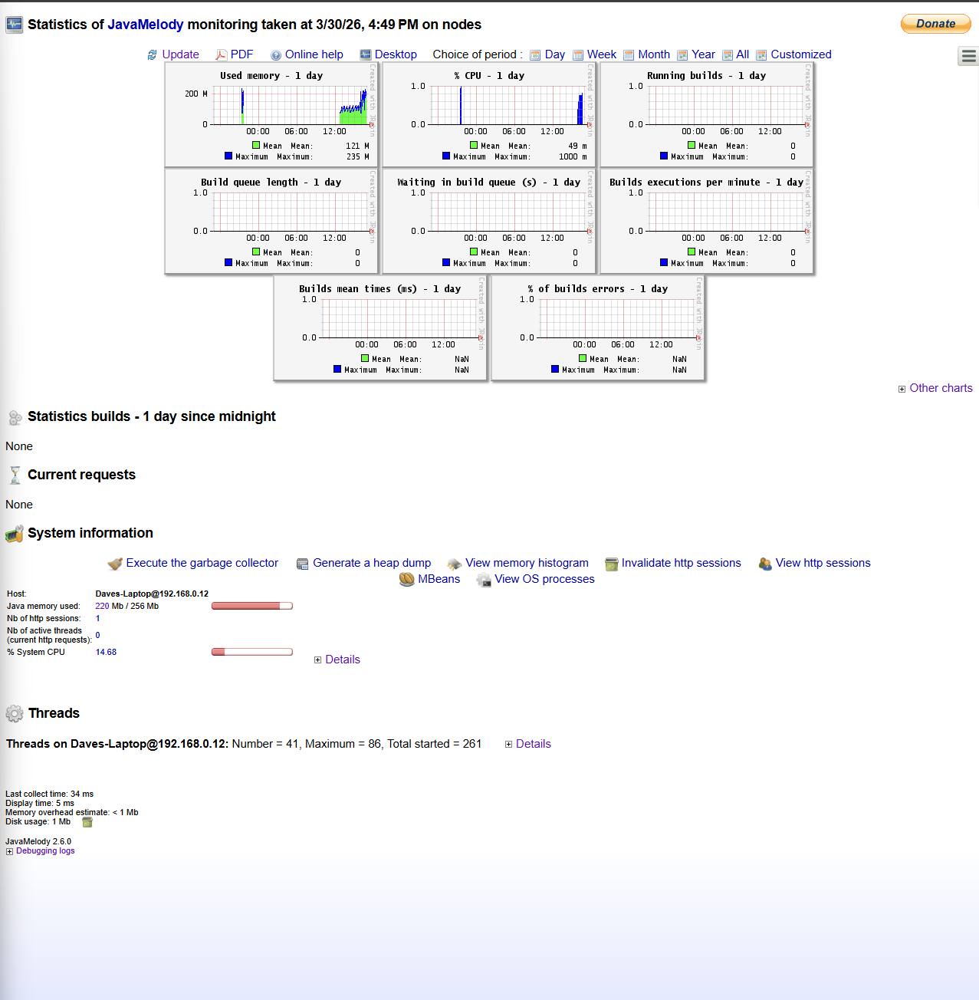 Statistics of JavaMelody monitoring taken at 3/30/26, 4:49 PM on nodes
Donate
Update PDF Online help Desktop Choice of period : Day Week Month Year All Customized
Used memory - 1 day
200 M
0
00:00 06:00 12:00
Mean Mean: 121 M
Maximum Maximum: 235 M
Created with JRobin
% CPU - 1 day
1.0
0.0
00:00 06:00 12:00
Mean Mean: 49 m
Maximum Maximum: 1000 m
Created with JRobin
Running builds - 1 day
1.0
0.0
00:00 06:00 12:00
Mean Mean: 0
Maximum Maximum: 0
Created with JRobin
Build queue length - 1 day
1.0
0.0
00:00 06:00 12:00
Mean Mean: 0
Maximum Maximum: 0
Created with JRobin
Waiting in build queue (s) - 1 day
1.0
0.0
00:00 06:00 12:00
Mean Mean: 0
Maximum Maximum: 0
Created with JRobin
Builds executions per minute - 1 day
1.0
0.0
00:00 06:00 12:00
Mean Mean: 0
Maximum Maximum: 0
Created with JRobin
Builds mean times (ms) - 1 day
1.0
0.0
00:00 06:00 12:00
Mean Mean: NaN
Maximum Maximum: NaN
Created with JRobin
% of builds errors - 1 day
1.0
0.0
00:00 06:00 12:00
Mean Mean: NaN
Maximum Maximum: NaN
Created with JRobin
Other charts
Statistics builds - 1 day since midnight
None
Current requests
None
System information
Execute the garbage collector Generate a heap dump View memory histogram Invalidate http sessions View http sessions
MBeans View OS processes
Host: Daves-Laptop@192.168.0.12
Java memory used: 220 Mb / 256 Mb
Nb of http sessions: 1
Nb of active threads
(current http requests): 0
% System CPU 14.68
Details
Threads
Threads on Daves-Laptop@192.168.0.12: Number = 41, Maximum = 86, Total started = 261 Details
Last collect time: 34 ms
Display time: 5 ms
Memory overhead estimate: < 1 Mb
Disk usage: 1 Mb
JavaMelody 2.6.0
Debugging logs